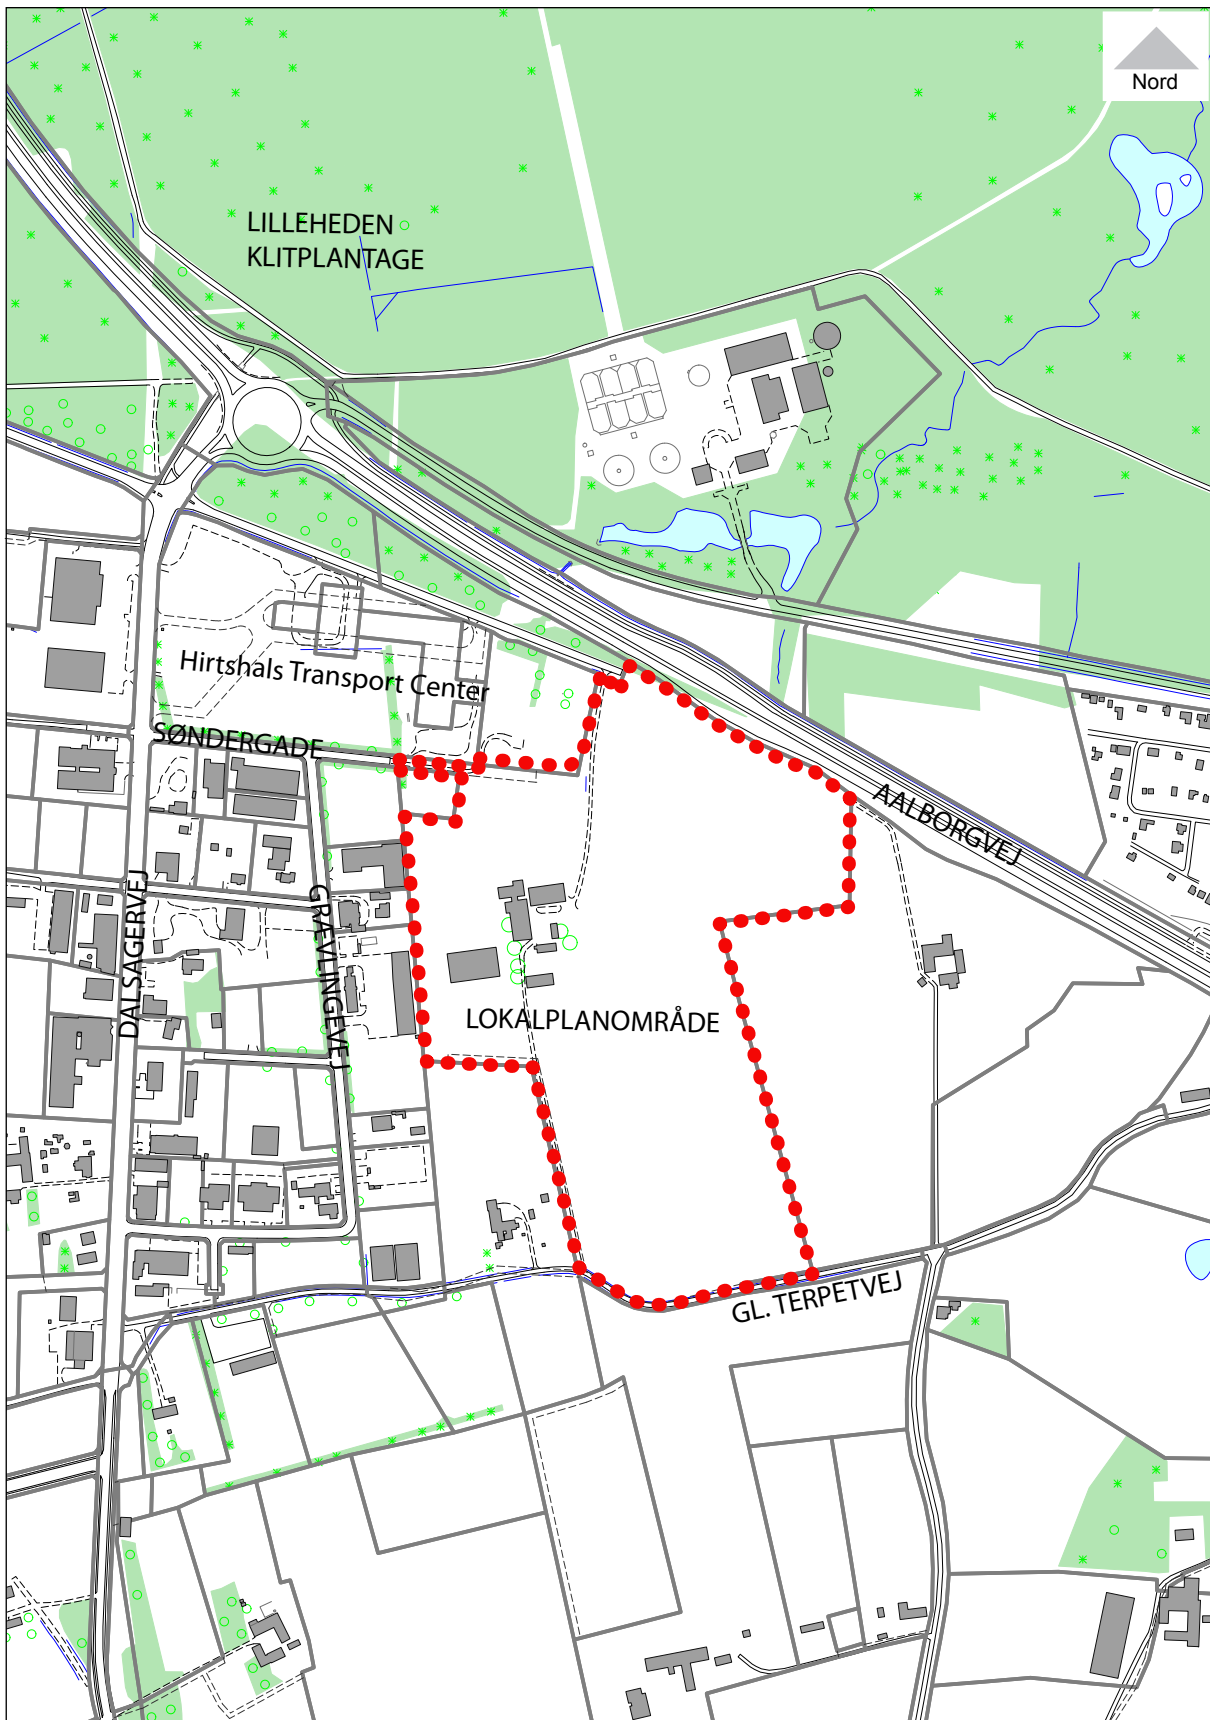 Nord
LILLEHEDEN
KLITPLANTAGE
Hirtshals Transport Center
SØNDERGADE
AALBORGVEJ
DALSAGERVEJ
GRÆVLINGEVEJ
LOKALPLANOMRÅDE
GL. TERPETVEJ